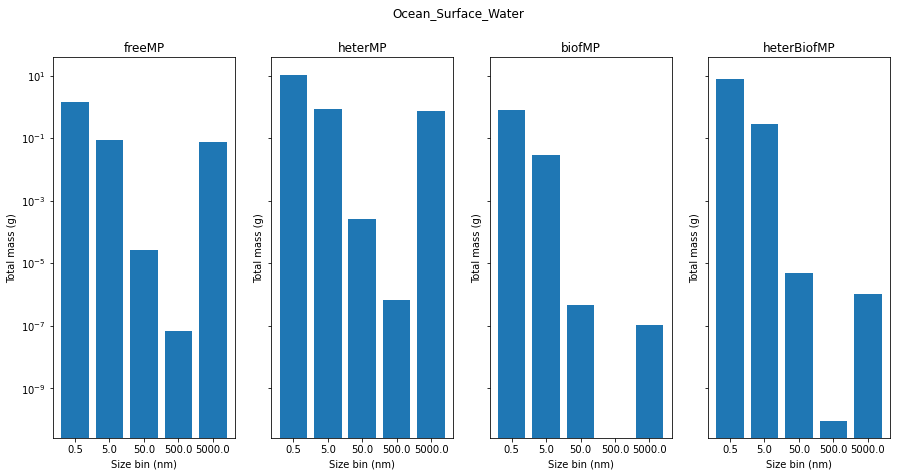 Ocean_Surface_Water
freeMP
heterMP
biofMP
heterBiofMP
10^1
10^-1
10^-3
10^-5
10^-7
10^-9
Total mass (g)
Total mass (g)
Total mass (g)
Total mass (g)
0.5 5.0 50.0 500.0 5000.0
0.5 5.0 50.0 500.0 5000.0
0.5 5.0 50.0 500.0 5000.0
0.5 5.0 50.0 500.0 5000.0
Size bin (nm)
Size bin (nm)
Size bin (nm)
Size bin (nm)